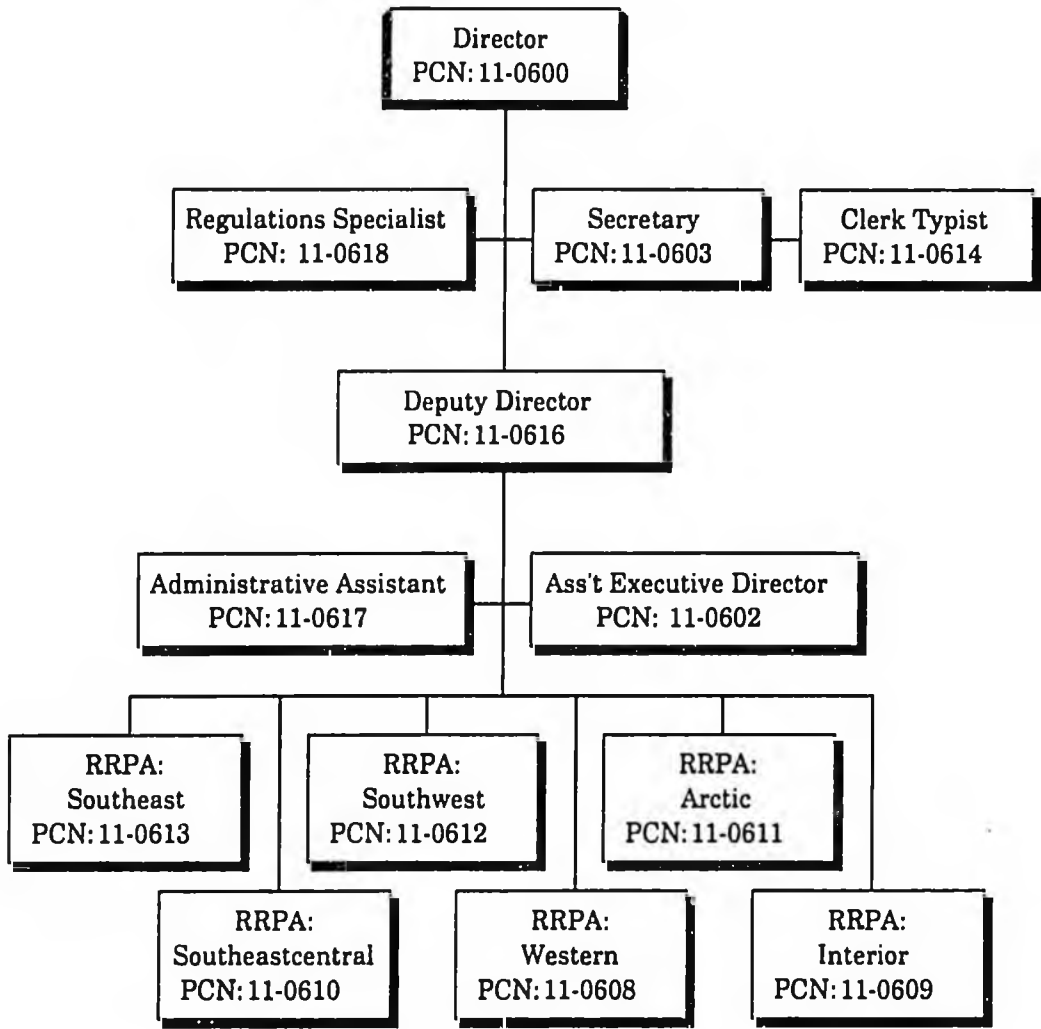 Director
PCN: 11-0600
Regulations Specialist
PCN: 11-0618
Secretary
PCN: 11-0603
Clerk Typist
PCN: 11-0614
Deputy Director
PCN: 11-0616
Administrative Assistant
PCN: 11-0617
Ass't Executive Director
PCN: 11-0602
RRPA:
Southeast
PCN: 11-0613
RRPA:
Southwest
PCN: 11-0612
RRPA:
Arctic
PCN: 11-0611
RRPA:
Southeastcentral
PCN: 11-0610
RRPA:
Western
PCN: 11-0608
RRPA:
Interior
PCN: 11-0609